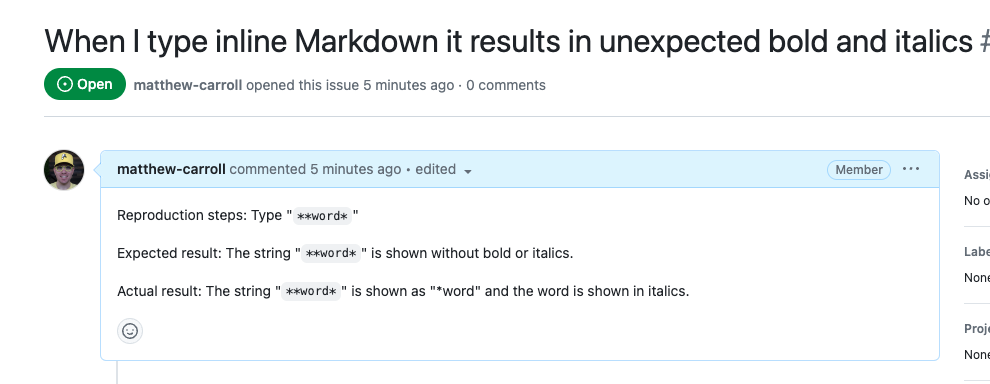 When I type inline Markdown it results in unexpected bold and italics #
Open
matthew-carroll opened this issue 5 minutes ago · 0 comments
matthew-carroll commented 5 minutes ago • edited
Member
Assi
No o
Reproduction steps: Type "**word*"
Expected result: The string "**word*" is shown without bold or italics.
Labe
None
Actual result: The string "**word*" is shown as "*word" and the word is shown in italics.
Proje
None